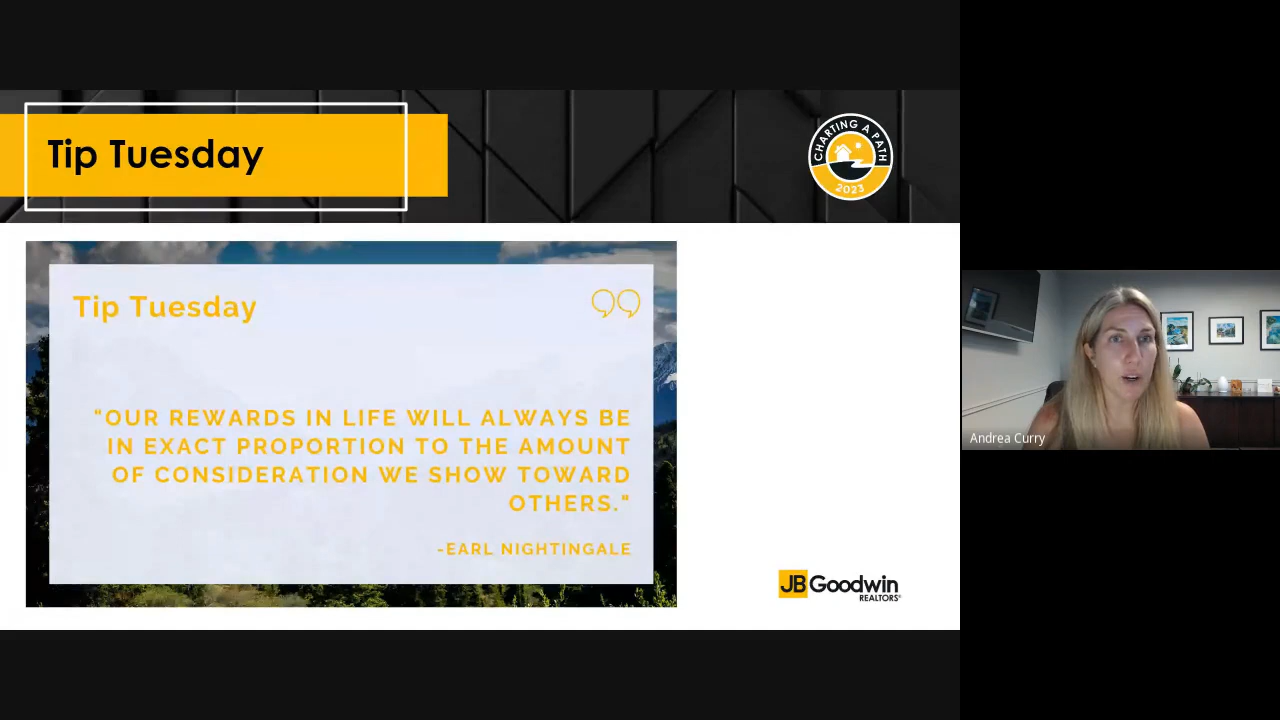 Tip Tuesday
CHARTING A PATH
2023
Tip Tuesday
"OUR REWARDS IN LIFE WILL ALWAYS BE
IN EXACT PROPORTION TO THE AMOUNT
OF CONSIDERATION WE SHOW TOWARD
OTHERS."
-EARL NIGHTINGALE
Andrea Curry
JB Goodwin
REALTORS®